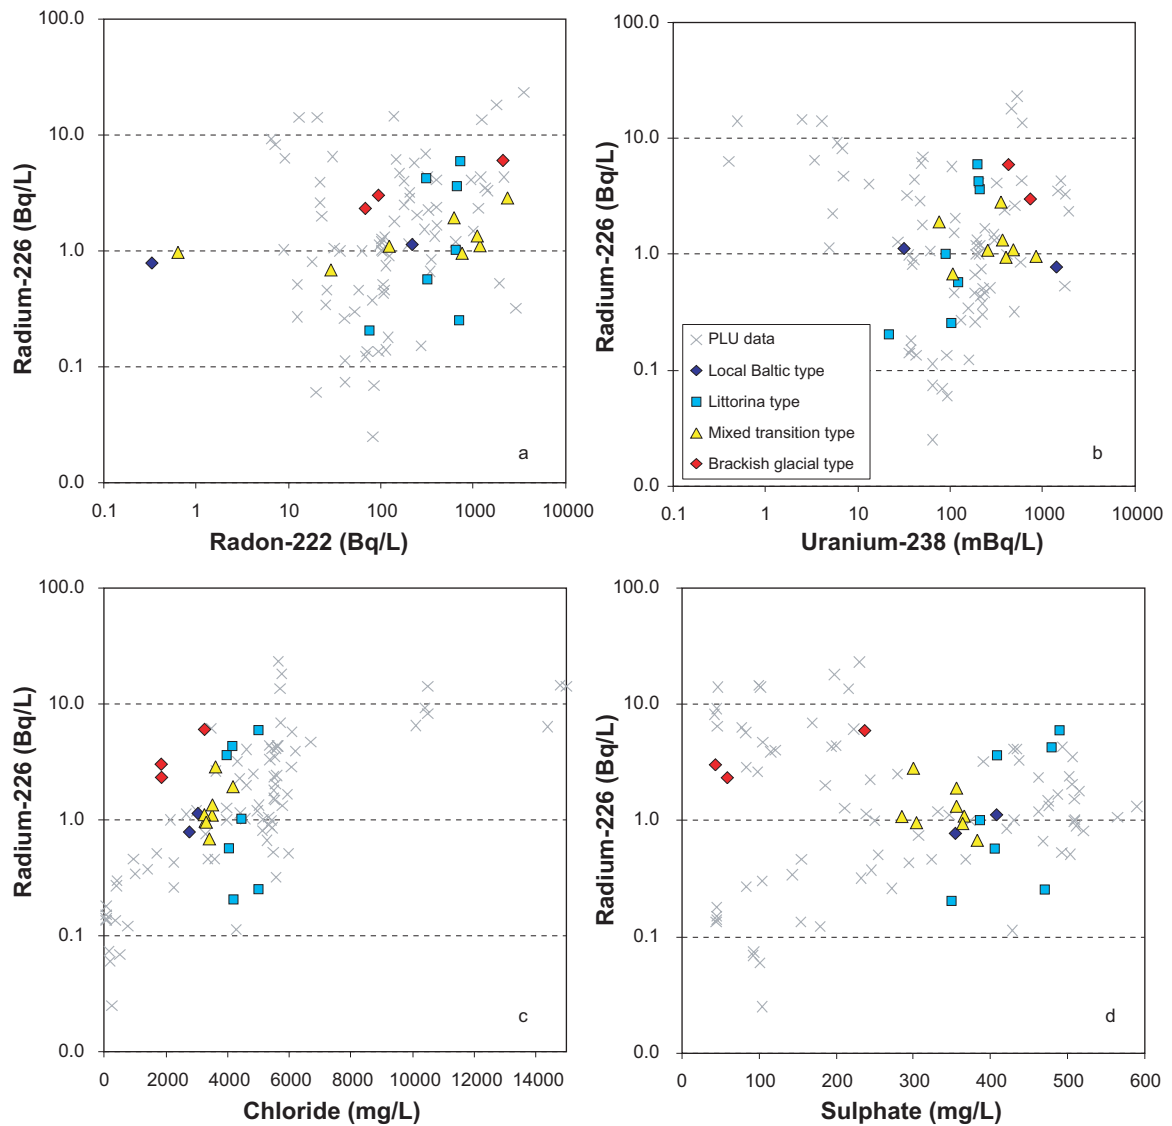 100.0
10.0
1.0
0.1
0.0
Radium-226 (Bq/L)
0.1
1
10
100
1000
10000
Radon-222 (Bq/L)
a
100.0
10.0
1.0
0.1
0.0
Radium-226 (Bq/L)
PLU data
Local Baltic type
Littorina type
Mixed transition type
Brackish glacial type
b
0.1
1
10
100
1000
10000
Uranium-238 (mBq/L)
100.0
10.0
1.0
0.1
0.0
Radium-226 (Bq/L)
c
0
2000
4000
6000
8000
10000
12000
14000
Chloride (mg/L)
100.0
10.0
1.0
0.1
0.0
Radium-226 (Bq/L)
d
0
100
200
300
400
500
600
Sulphate (mg/L)